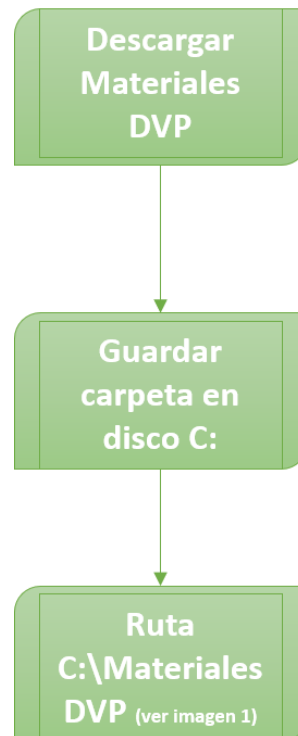 Descargar
Materiales
DVP
Guardar
carpeta en
disco C:
Ruta
C:\Materiales
DVP (ver imagen 1)